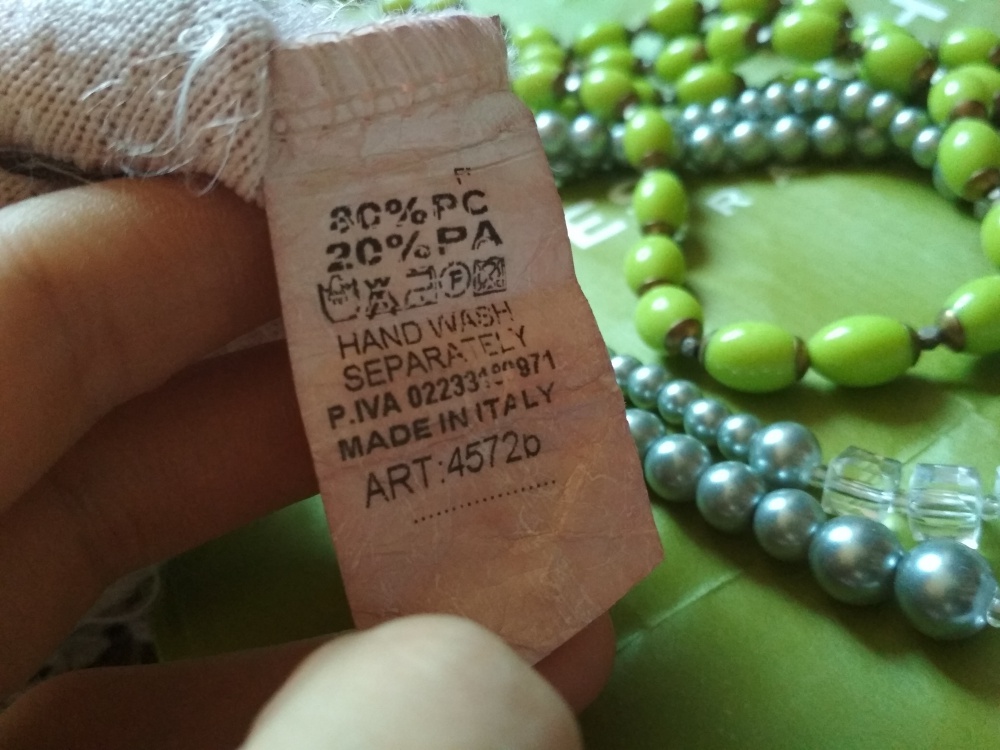 80%PC
20%PA
F
HAND WASH
SEPARATELY
P.IVA
MADE IN ITALY
ART:4572b